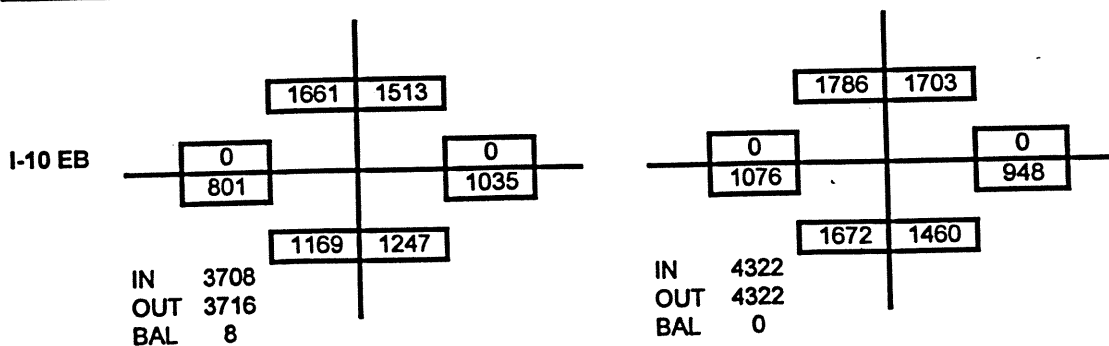 1661 1513 1786 1703
I-10 EB 0 0 0 0
801 1035 1076 948
1169 1247 1672 1460
IN 3708 IN 4322
OUT 3716 OUT 4322
BAL 8 BAL 0